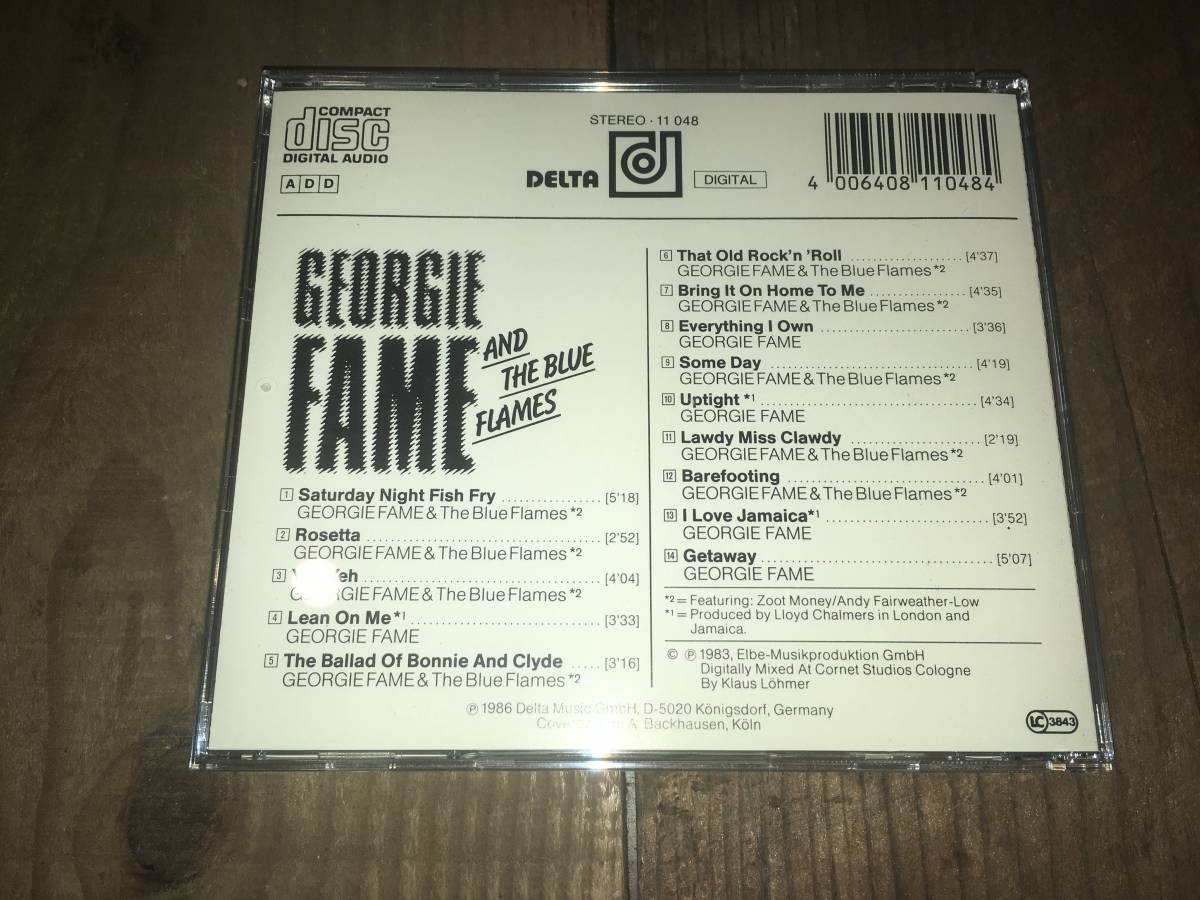 COMPACT
disc
DIGITAL AUDIO
ADD
STEREO · 11 048
DELTA
DIGITAL
4 006408 110484
GEORGIE
FAME
AND
THE BLUE
FLAMES
1 Saturday Night Fish Fry [5'18]
GEORGIE FAME & The Blue Flames *2
2 Rosetta [2'52]
GEORGIE FAME & The Blue Flames *2
3 Yeh [4'04]
GEORGIE FAME & The Blue Flames *2
4 Lean On Me*1 [3'33]
GEORGIE FAME
5 The Ballad Of Bonnie And Clyde [3'16]
GEORGIE FAME & The Blue Flames *2
6 That Old Rock'n 'Roll [4'37]
GEORGIE FAME & The Blue Flames *2
7 Bring It On Home To Me [4'35]
GEORGIE FAME & The Blue Flames *2
8 Everything I Own [3'36]
GEORGIE FAME
9 Some Day [4'19]
GEORGIE FAME & The Blue Flames *2
10 Uptight *1 [4'34]
GEORGIE FAME
11 Lawdy Miss Clawdy [2'19]
GEORGIE FAME & The Blue Flames *2
12 Barefooting [4'01]
GEORGIE FAME & The Blue Flames *2
13 I Love Jamaica*1 [3'52]
GEORGIE FAME
14 Getaway [5'07]
GEORGIE FAME
*2 = Featuring: Zoot Money/Andy Fairweather-Low
*1 = Produced by Lloyd Chalmers in London and
Jamaica.
© ℗ 1983, Elbe-Musikproduktion GmbH
Digitally Mixed At Cornet Studios Cologne
By Klaus Löhmer
℗ 1986 Delta Music GmbH, D-5020 Königsdorf, Germany
A. Backhausen, Köln
LC 3843